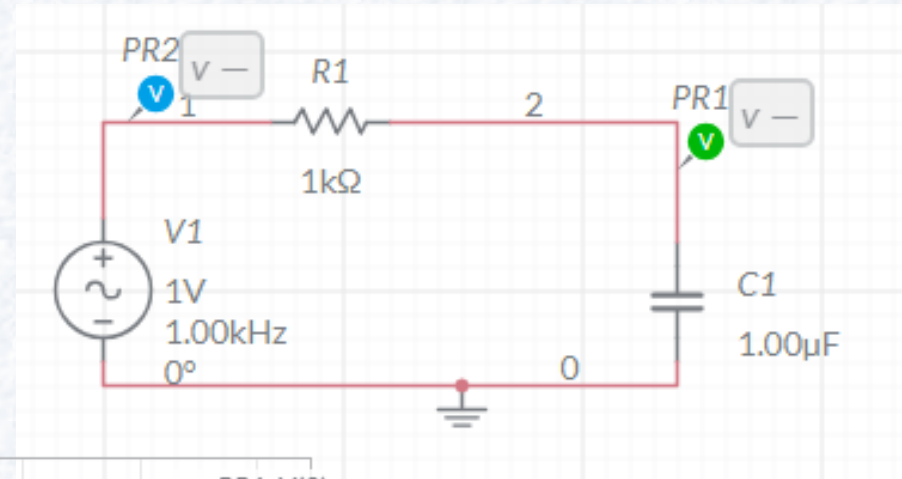 PR2
V —
V
1
R1
2
PR1
V —
V
1kΩ
V1
1V
1.00kHz
0°
C1
1.00µF
0